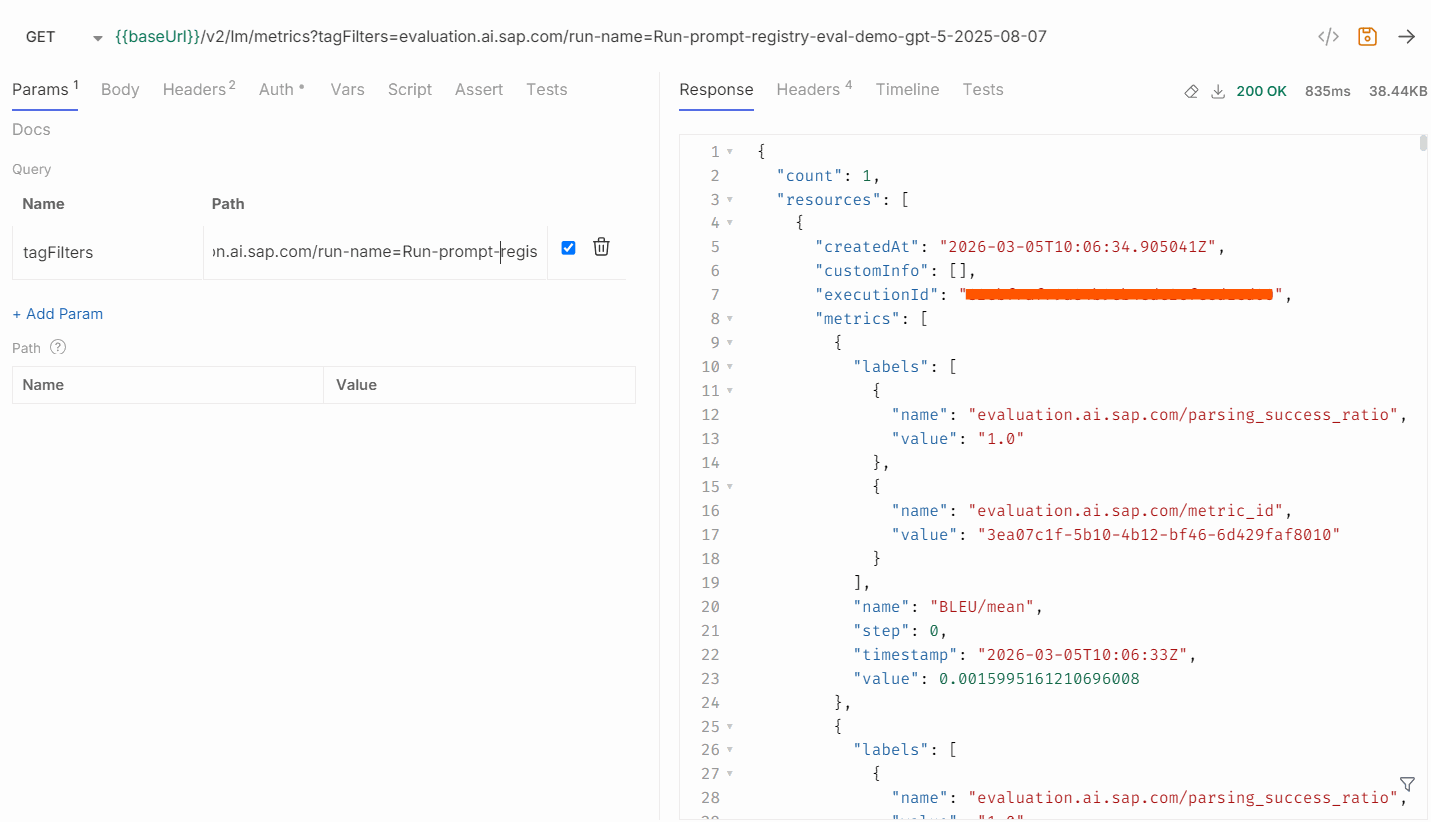 GET {{baseUrl}}/v2/lm/metrics?tagFilters=evaluation.ai.sap.com/run-name=Run-prompt-registry-eval-demo-gpt-5-2025-08-07
Params 1 Body Headers 2 Auth • Vars Script Assert Tests
Docs
Query
Name Path
tagFilters on.ai.sap.com/run-name=Run-prompt-regis
+ Add Param
Path ?
Name Value
Response Headers 4 Timeline Tests 200 OK 835ms 38.44KB
1 {
2 "count": 1,
3 "resources": [
4 {
5 "createdAt": "2026-03-05T10:06:34.905041Z",
6 "customInfo": [],
7 "executionId": "",
8 "metrics": [
9 {
10 "labels": [
11 {
12 "name": "evaluation.ai.sap.com/parsing_success_ratio",
13 "value": "1.0"
14 },
15 {
16 "name": "evaluation.ai.sap.com/metric_id",
17 "value": "3ea07c1f-5b10-4b12-bf46-6d429faf8010"
18 }
19 ],
20 "name": "BLEU/mean",
21 "step": 0,
22 "timestamp": "2026-03-05T10:06:33Z",
23 "value": 0.0015995161210696008
24 },
25 {
26 "labels": [
27 {
28 "name": "evaluation.ai.sap.com/parsing_success_ratio",